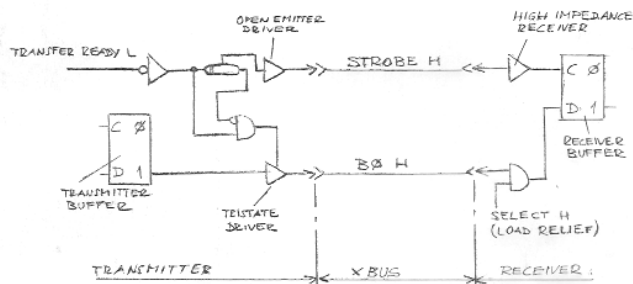 OPEN EMITTER
DRIVER
HIGH IMPEDANCE
RECEIVER
TRANSFER READY L
STROBE H
C Ø
D 1
RECEIVER
BUFFER
C Ø
D 1
TRANSMITTER
BUFFER
BØ H
TRISTATE
DRIVER
SELECT H
(LOAD RELIEF)
TRANSMITTER
X BUS
RECEIVER